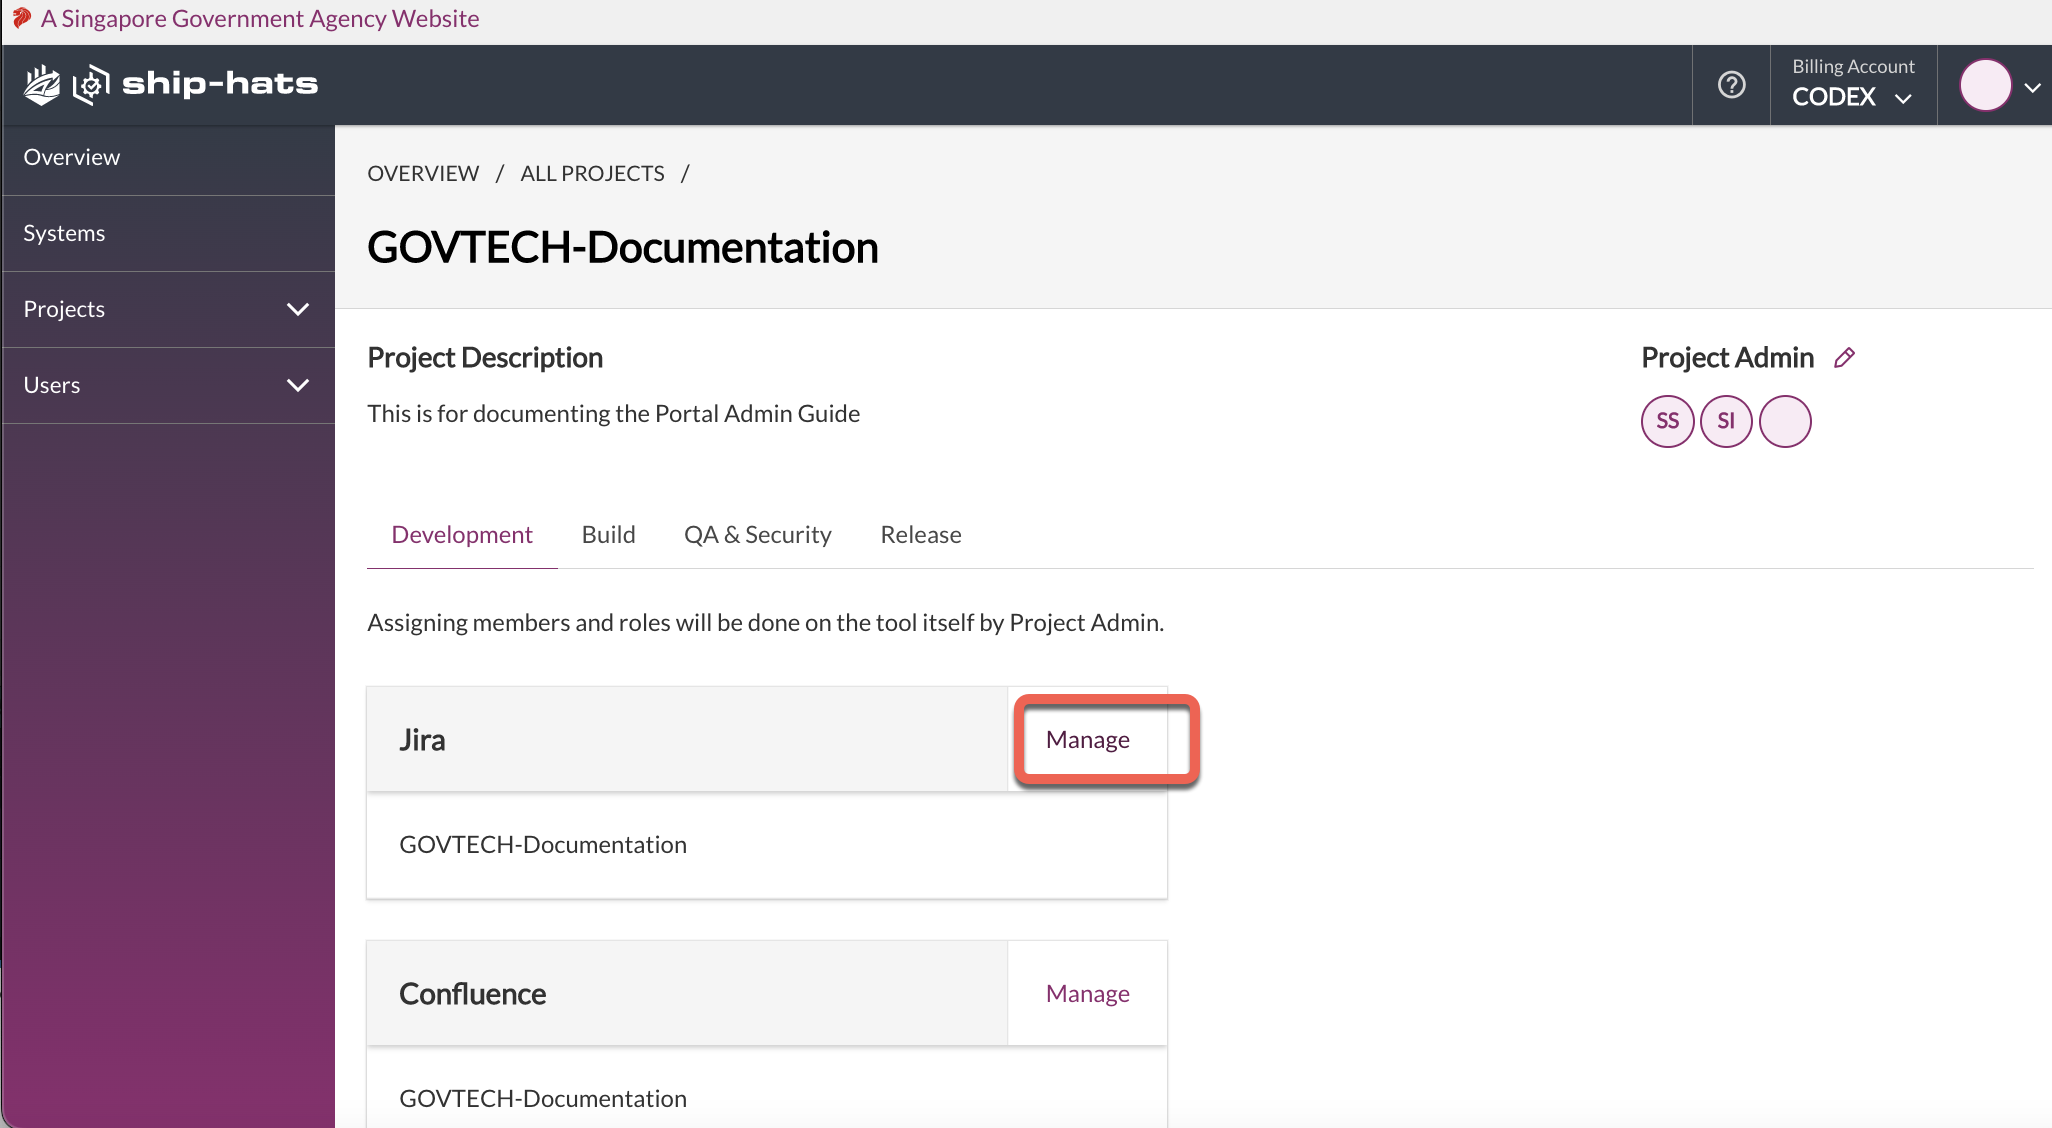 A Singapore Government Agency Website
ship-hats
Billing Account
CODEX
Overview
Systems
Projects
Users
OVERVIEW / ALL PROJECTS /
GOVTECH-Documentation
Project Description
This is for documenting the Portal Admin Guide
Project Admin
SS SI
Development Build QA & Security Release
Assigning members and roles will be done on the tool itself by Project Admin.
Jira Manage
GOVTECH-Documentation
Confluence Manage
GOVTECH-Documentation